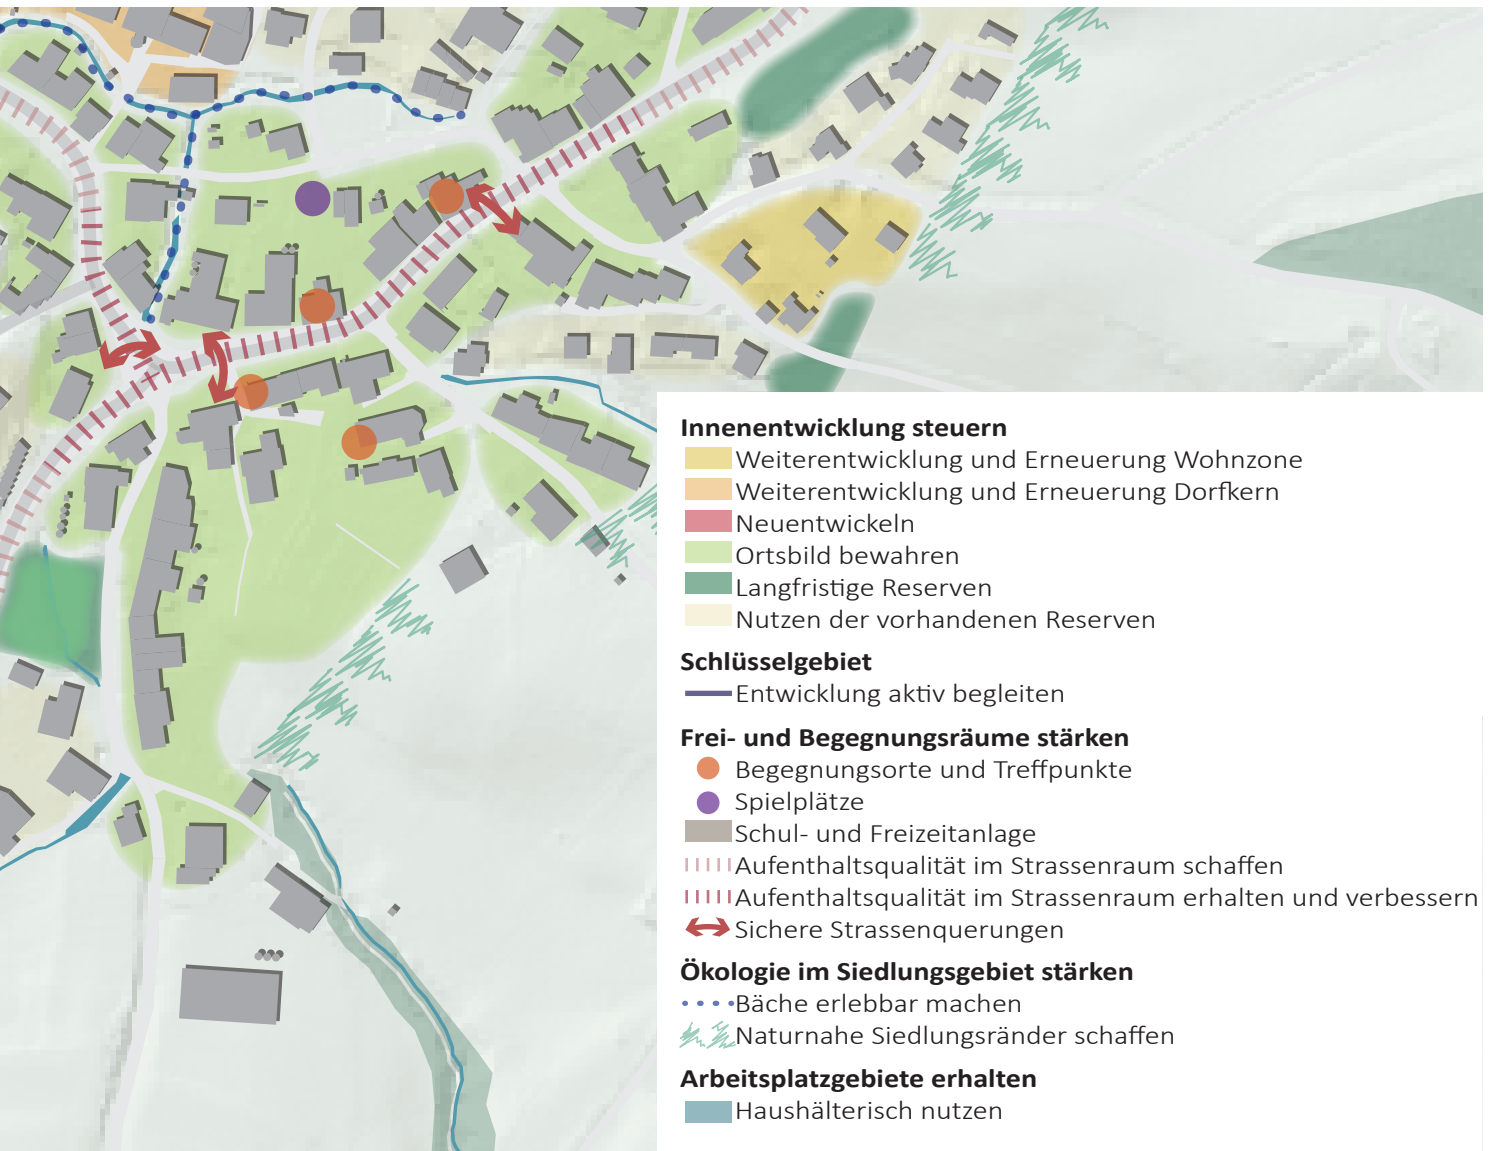 Innenentwicklung steuern
Weiterentwicklung und Erneuerung Wohnzone
Weiterentwicklung und Erneuerung Dorfkern
Neuentwickeln
Ortsbild bewahren
Langfristige Reserven
Nutzen der vorhandenen Reserven
Schlüsselgebiet
Entwicklung aktiv begleiten
Frei- und Begegnungsräume stärken
Begegnungsorte und Treffpunkte
Spielplätze
Schul- und Freizeitanlage
Aufenthaltsqualität im Strassenraum schaffen
Aufenthaltsqualität im Strassenraum erhalten und verbessern
Sichere Strassenquerungen
Ökologie im Siedlungsgebiet stärken
Bäche erlebbar machen
Naturnahe Siedlungsränder schaffen
Arbeitsplatzgebiete erhalten
Haushälterisch nutzen